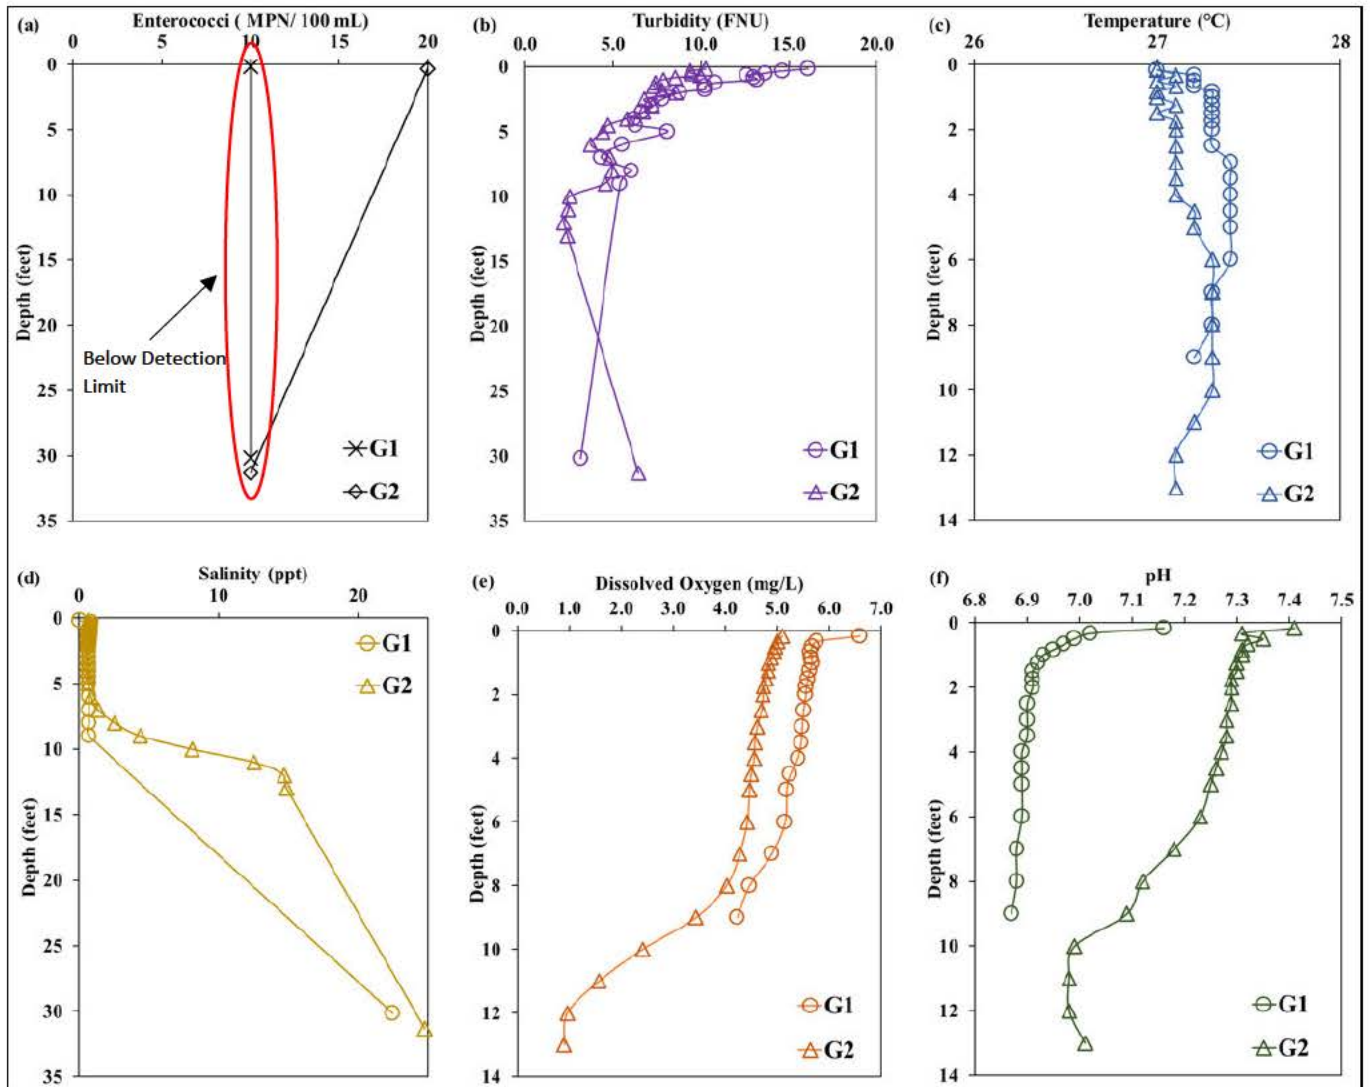 (a) Enterococci ( MPN/ 100 mL)
0 5 10 15 20
0
5
10
15
20
25
30
35
Depth (feet)
Below Detection
Limit
G1
G2
(b) Turbidity (FNU)
0.0 5.0 10.0 15.0 20.0
0
5
10
15
20
25
30
35
Depth (feet)
G1
G2
(c) Temperature (°C)
26 27 28
0
2
4
6
8
10
12
14
Depth (feet)
G1
G2
(d) Salinity (ppt)
0 10 20
0
5
10
15
20
25
30
35
Depth (feet)
G1
G2
(e) Dissolved Oxygen (mg/L)
0.0 1.0 2.0 3.0 4.0 5.0 6.0 7.0
0
2
4
6
8
10
12
14
Depth (feet)
G1
G2
(f) pH
6.8 6.9 7.0 7.1 7.2 7.3 7.4 7.5
0
2
4
6
8
10
12
14
Depth (feet)
G1
G2